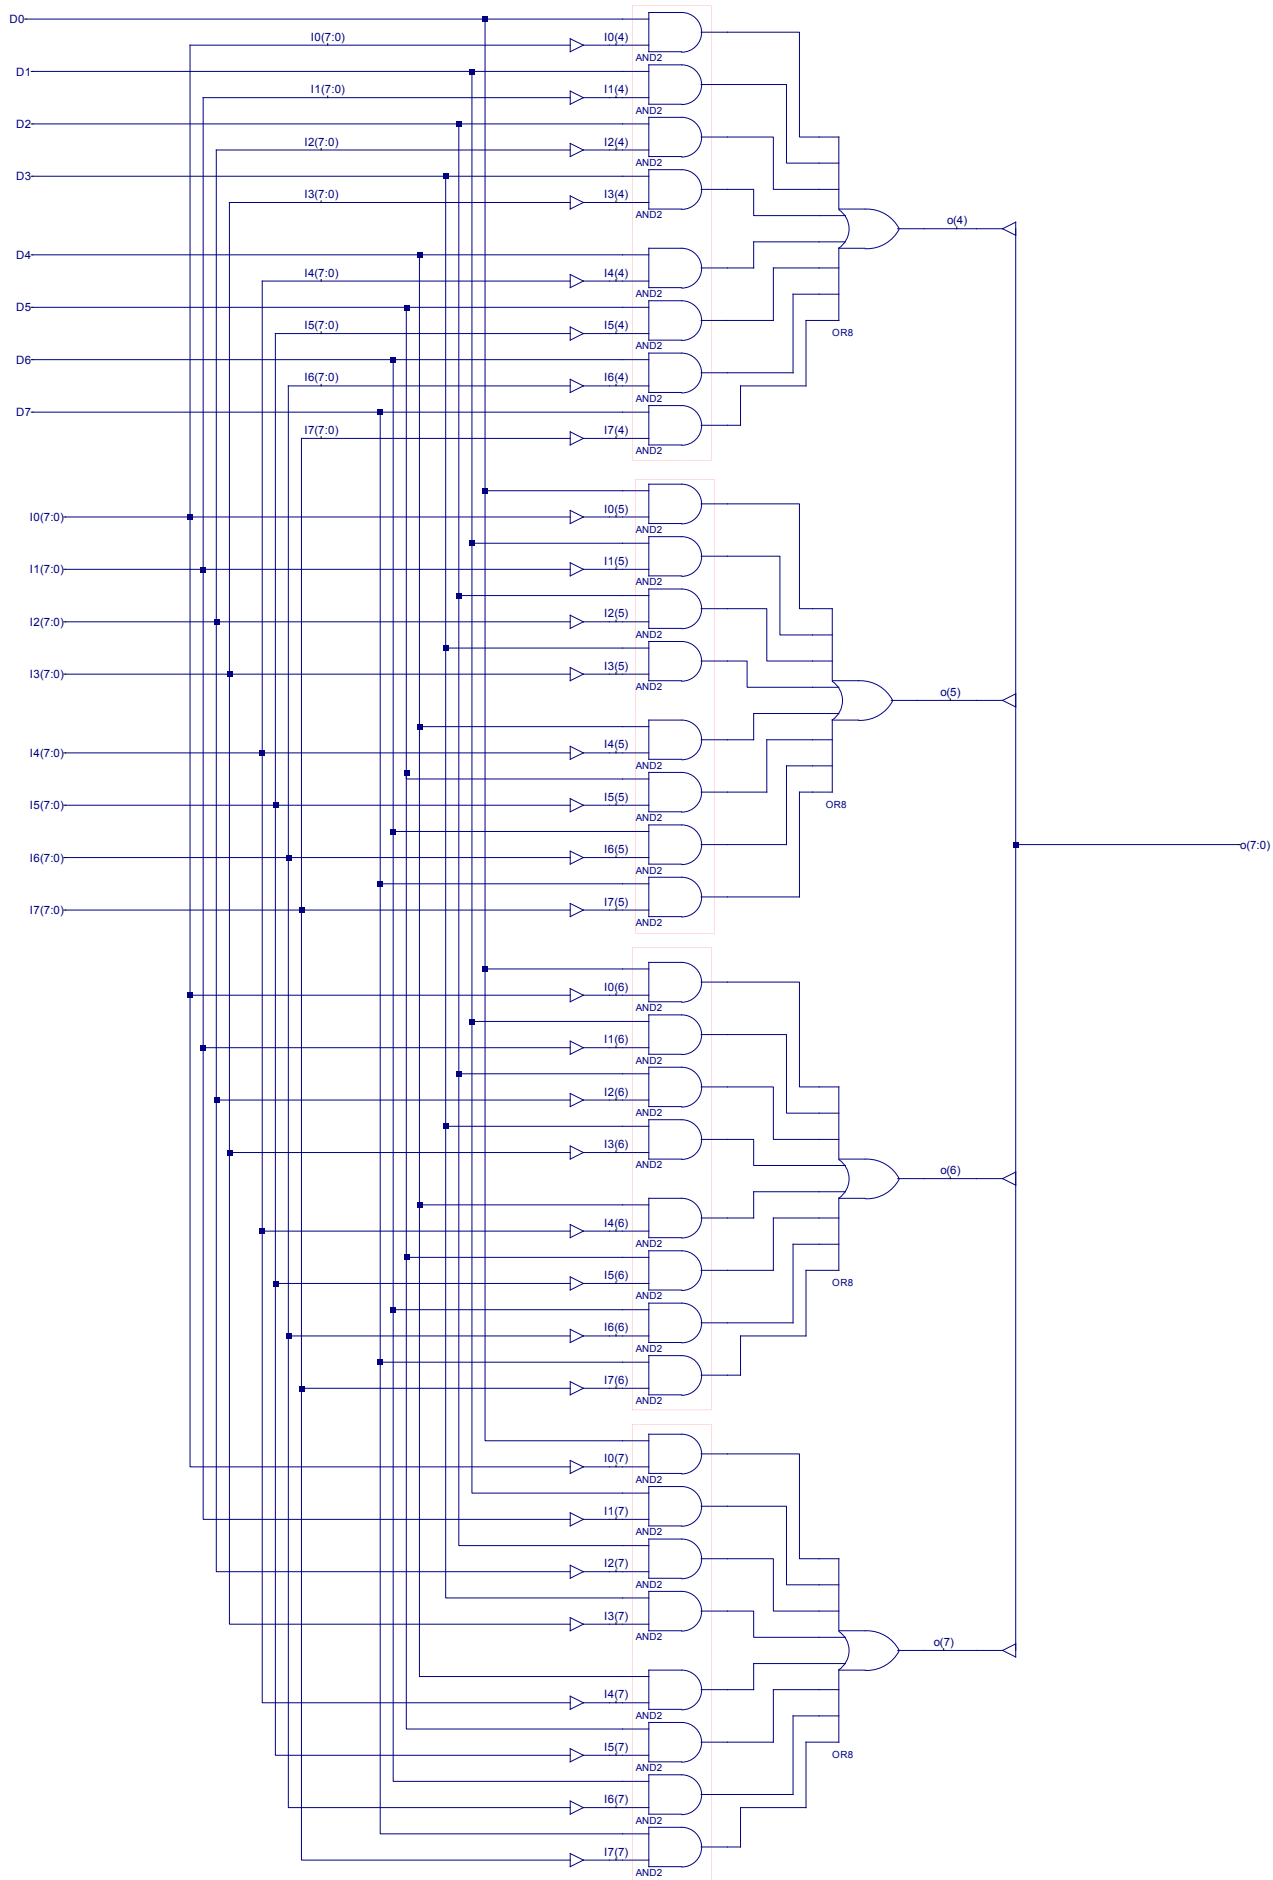 D0
I0(7:0) I0(4)
AND2
D1
I1(7:0) I1(4)
AND2
D2
I2(7:0) I2(4)
AND2
D3
I3(7:0) I3(4)
AND2
o(4)
D4
I4(7:0) I4(4)
AND2
D5
I5(7:0) I5(4)
OR8
AND2
D6
I6(7:0) I6(4)
AND2
D7
I7(7:0) I7(4)
AND2
I0(7:0) I0(5)
AND2
I1(7:0) I1(5)
AND2
I2(7:0) I2(5)
AND2
I3(7:0) I3(5)
AND2
o(5)
I4(7:0) I4(5)
AND2
I5(7:0) I5(5)
OR8
AND2
o(7:0)
I6(7:0) I6(5)
AND2
I7(7:0) I7(5)
AND2
I0(6)
AND2
I1(6)
AND2
I2(6)
AND2
I3(6)
AND2
o(6)
I4(6)
AND2
I5(6)
OR8
AND2
I6(6)
AND2
I7(6)
AND2
I0(7)
AND2
I1(7)
AND2
I2(7)
AND2
I3(7)
AND2
o(7)
I4(7)
AND2
I5(7)
OR8
AND2
I6(7)
AND2
I7(7)
AND2